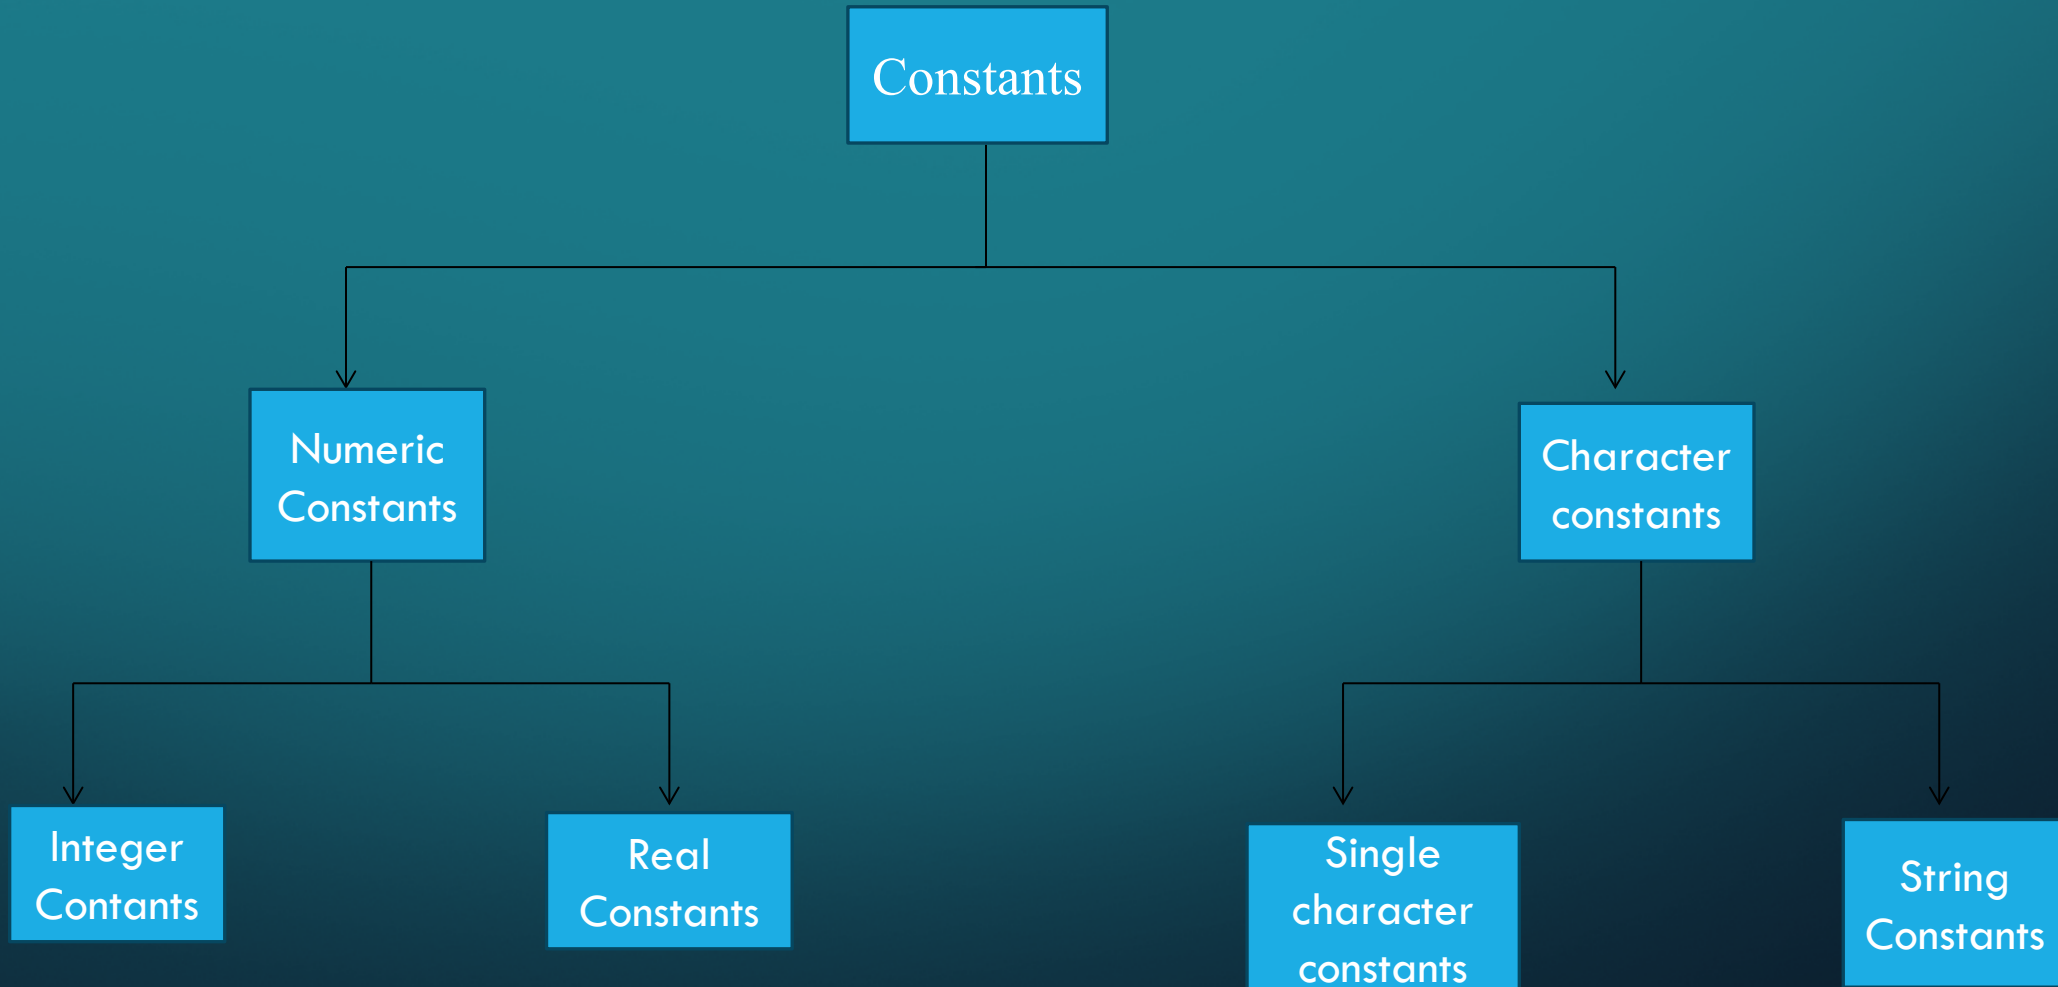 Constants
Numeric
Constants
Character
constants
Integer
Contants
Real
Constants
Single
character
constants
String
Constants